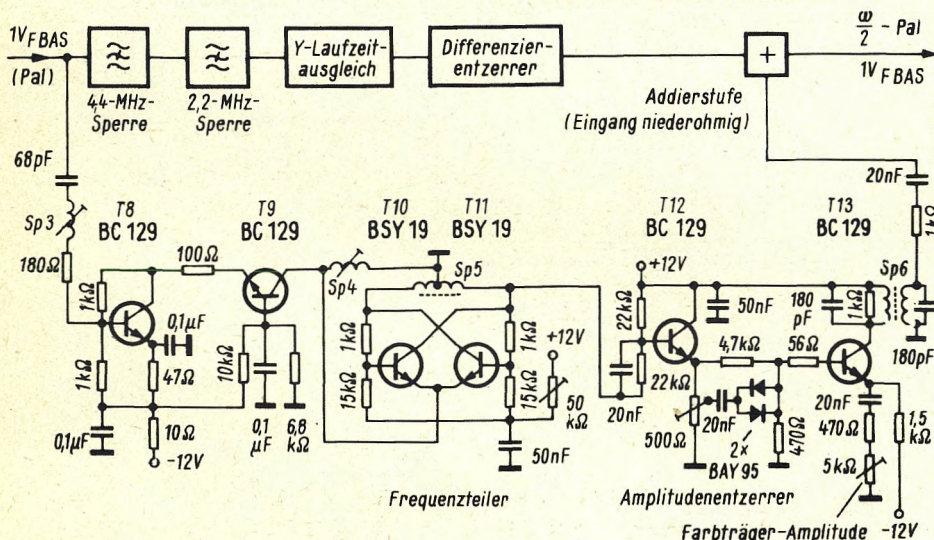 1V FBAS
(Pal)
4,4-MHz-
Sperre
2,2-MHz-
Sperre
Y-Laufzeit-
ausgleich
Differenzier-
entzerrer
+
Addierstufe
(Eingang niederohmig)
ω/2 - Pal
1V FBAS
68pF
Sp3
180Ω
T8
BC 129
T9
BC 129
T10
BSY 19
T11
BSY 19
T12
BC 129
T13
BC 129
20nF
1kΩ
100Ω
Sp4
Sp5
+12V
Sp6
1kΩ
0,1µF
1kΩ
47Ω
10kΩ
0,1µF
10Ω
-12V
0,1
µF
6,8
kΩ
1kΩ
15kΩ
1kΩ
15kΩ
+12V
50
kΩ
50nF
Frequenzteiler
22kΩ
22kΩ
20nF
50nF
4,7kΩ
56Ω
500Ω
20nF
2×
BAY 95
470Ω
Amplitudenentzerrer
180
pF
1kΩ
180pF
20nF
470Ω
5kΩ
1,5
kΩ
Farbträger-Amplitude
-12V